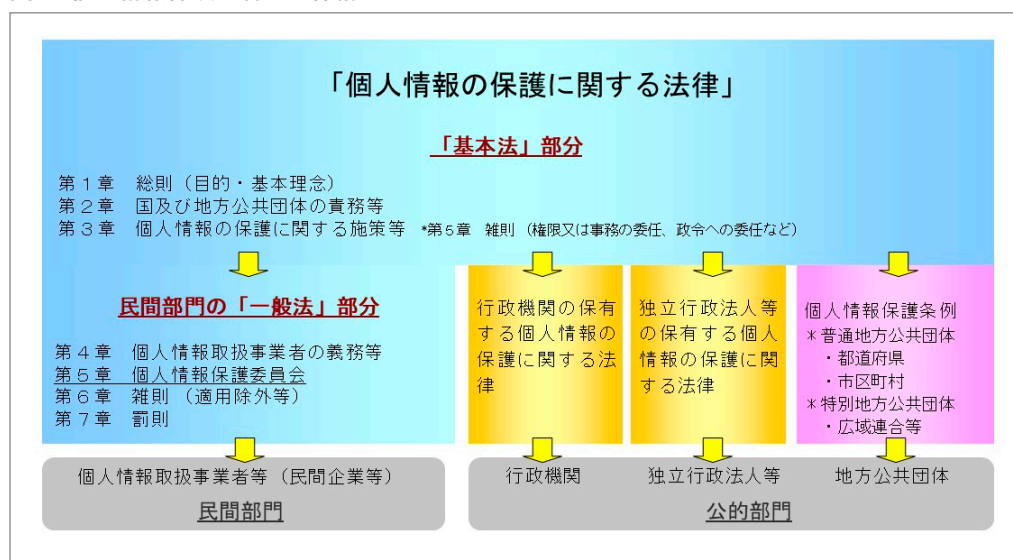 「個人情報の保護に関する法律」
「基本法」部分
第１章　総則（目的・基本理念）
第２章　国及び地方公共団体の責務等
第３章　個人情報の保護に関する施策等　*第５章　雑則（権限又は事務の委任、政令への委任など）
民間部門の「一般法」部分
第４章　個人情報取扱事業者の義務等
第５章　個人情報保護委員会
第６章　雑則（適用除外等）
第７章　罰則
行政機関の保有
する個人情報の
保護に関する法
律
独立行政法人等
の保有する個人
情報の保護に関
する法律
個人情報保護条例
＊普通地方公共団体
・都道府県
・市区町村
＊特別地方公共団体
・広域連合等
個人情報取扱事業者等（民間企業等）
民間部門
行政機関
独立行政法人等
地方公共団体
公的部門